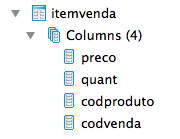 itemvenda
Columns (4)
preco
quant
codproduto
codvenda